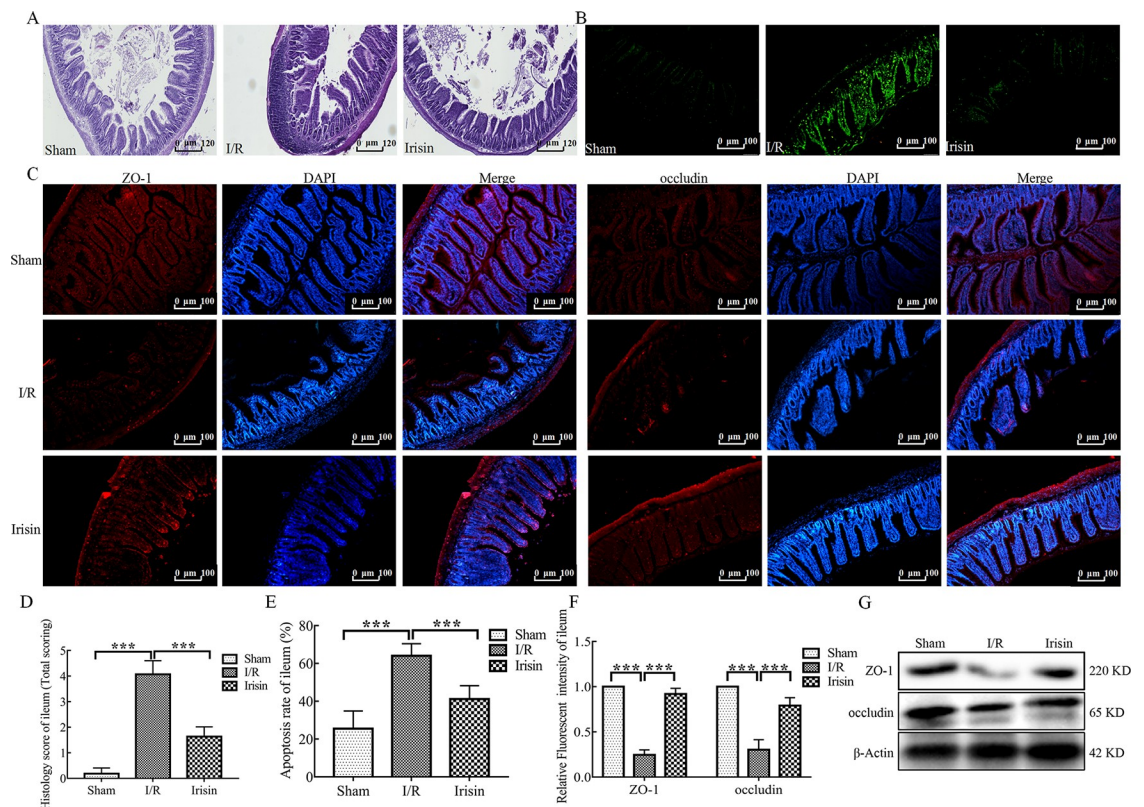 A
B
Sham
0 µm 120
I/R
0 µm 120
Irisin
0 µm 120
Sham
0 µm 100
I/R
0 µm 100
Irisin
0 µm 100
C
ZO-1
DAPI
Merge
occludin
DAPI
Merge
Sham
0 µm 100
0 µm 100
0 µm 100
0 µm 100
0 µm 100
0 µm 100
I/R
0 µm 100
0 µm 100
0 µm 100
0 µm 100
0 µm 100
0 µm 100
Irisin
0 µm 100
0 µm 100
0 µm 100
0 µm 100
0 µm 100
0 µm 100
D
Histology score of ileum (Total scoring)
5
4
3
2
1
0
*** ***
Sham
I/R
Irisin
Sham I/R Irisin
E
Apoptosis rate of ileum (%)
80
60
40
20
0
*** ***
Sham
I/R
Irisin
Sham I/R Irisin
F
Relative Fluorescent intensity of ileum
1.5
1.0
0.5
0.0
*** *** *** ***
Sham
I/R
Irisin
ZO-1 occludin
G
Sham I/R Irisin
ZO-1 220 KD
occludin 65 KD
β-Actin 42 KD